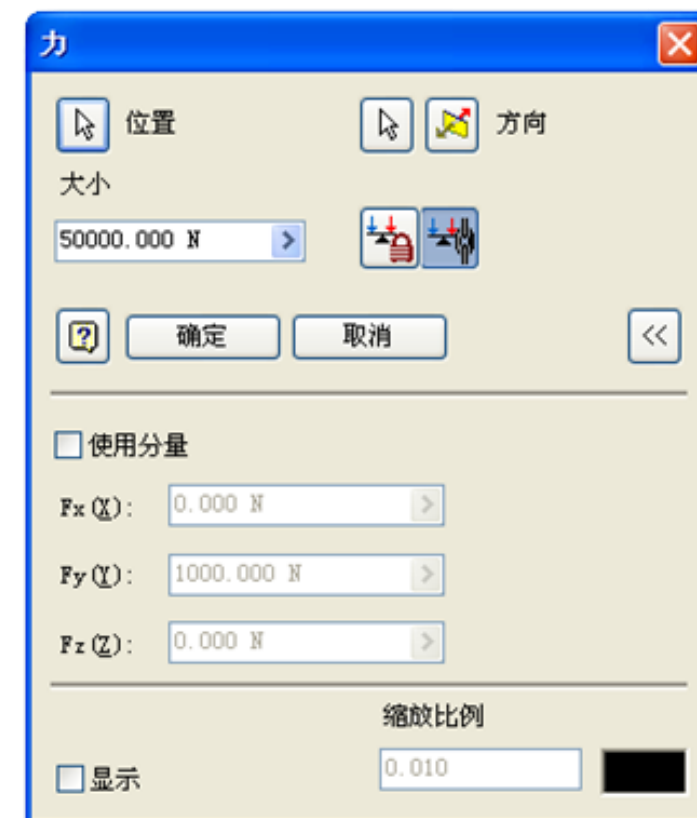 力
位置
方向
大小
50000.000 N
确定
取消
<<
使用分量
Fx(X):
0.000 N
Fy(Y):
1000.000 N
Fz(Z):
0.000 N
缩放比例
显示
0.010